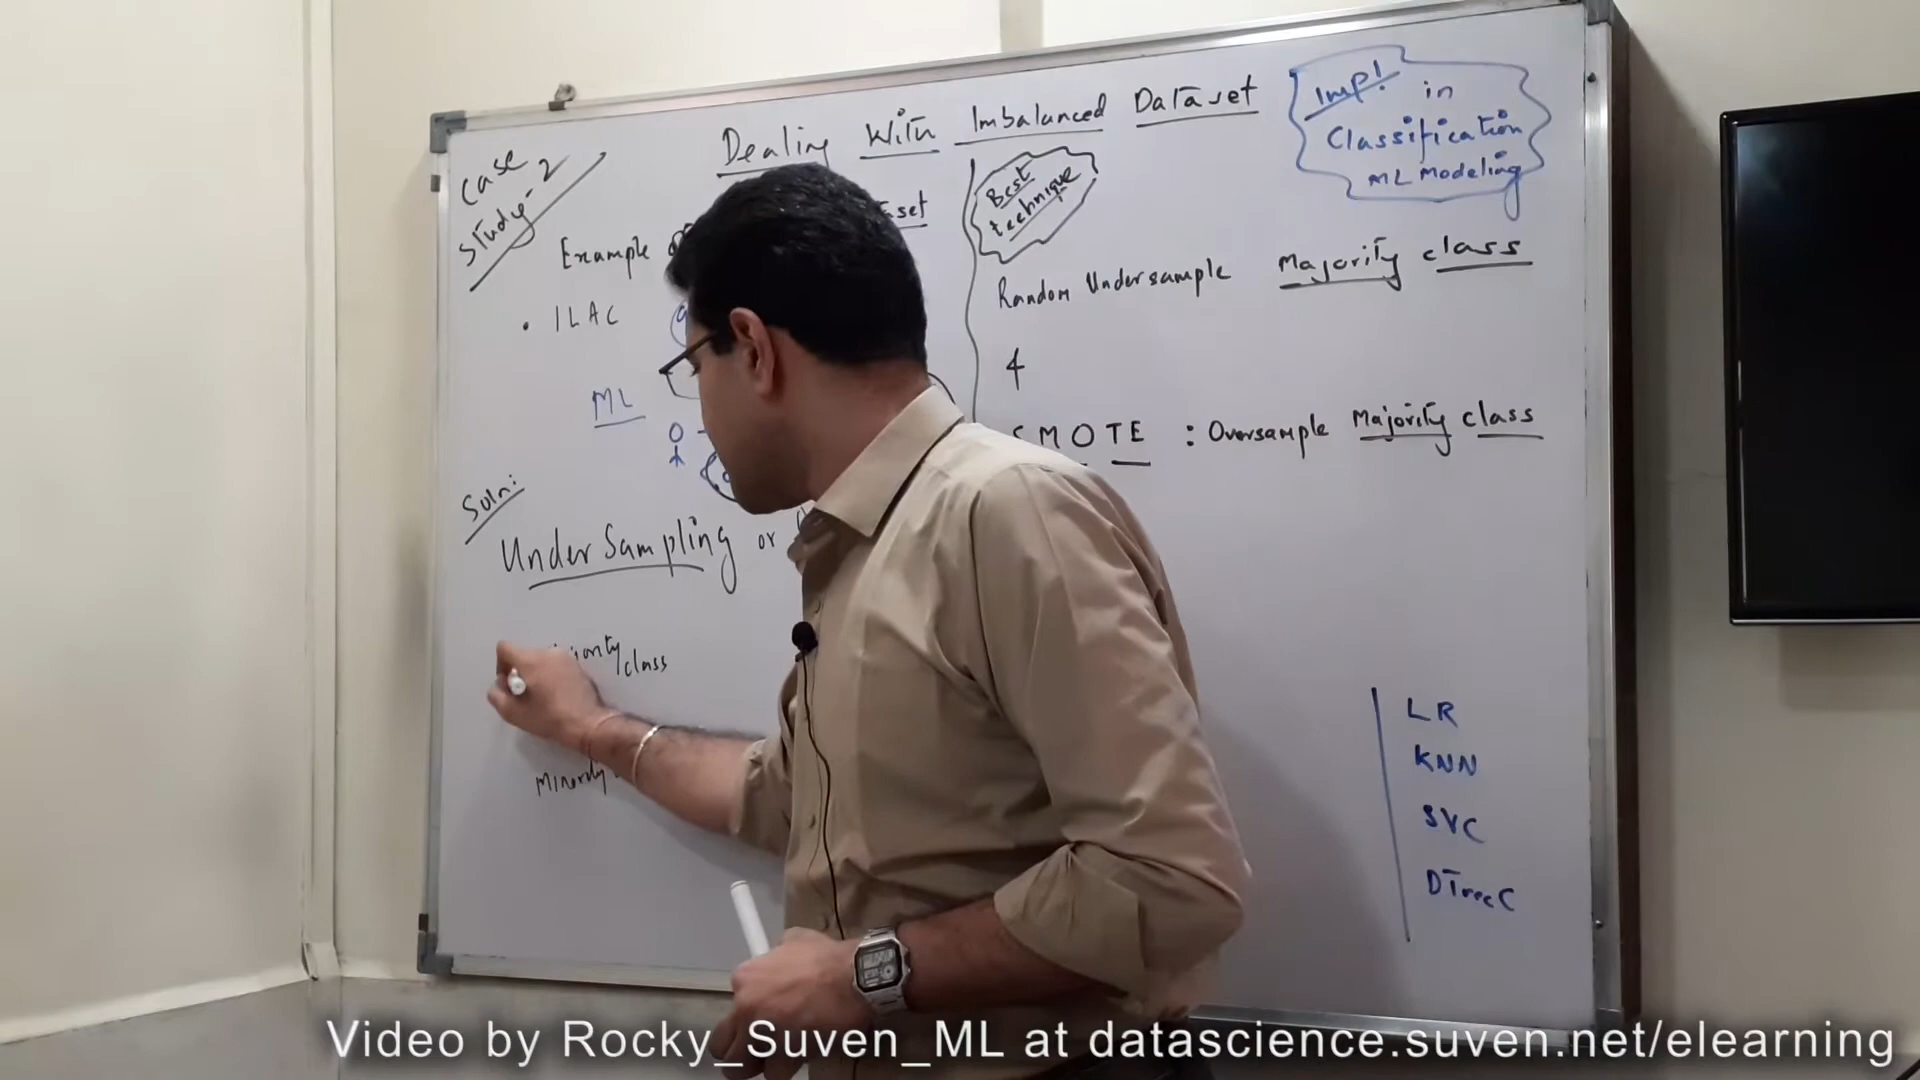 Case
Study-2
Dealing With Imbalanced Dataset
Imp! in
Classification
ML Modeling
Best
technique
Example
• ILAC
ML
Random Undersample Majority class
&
SMOTE : Oversample Majority class
Soln:
Under Sampling or
class
LR
KNN
SVC
DTreeC
Video by Rocky_Suven_ML at datascience.suven.net/elearning